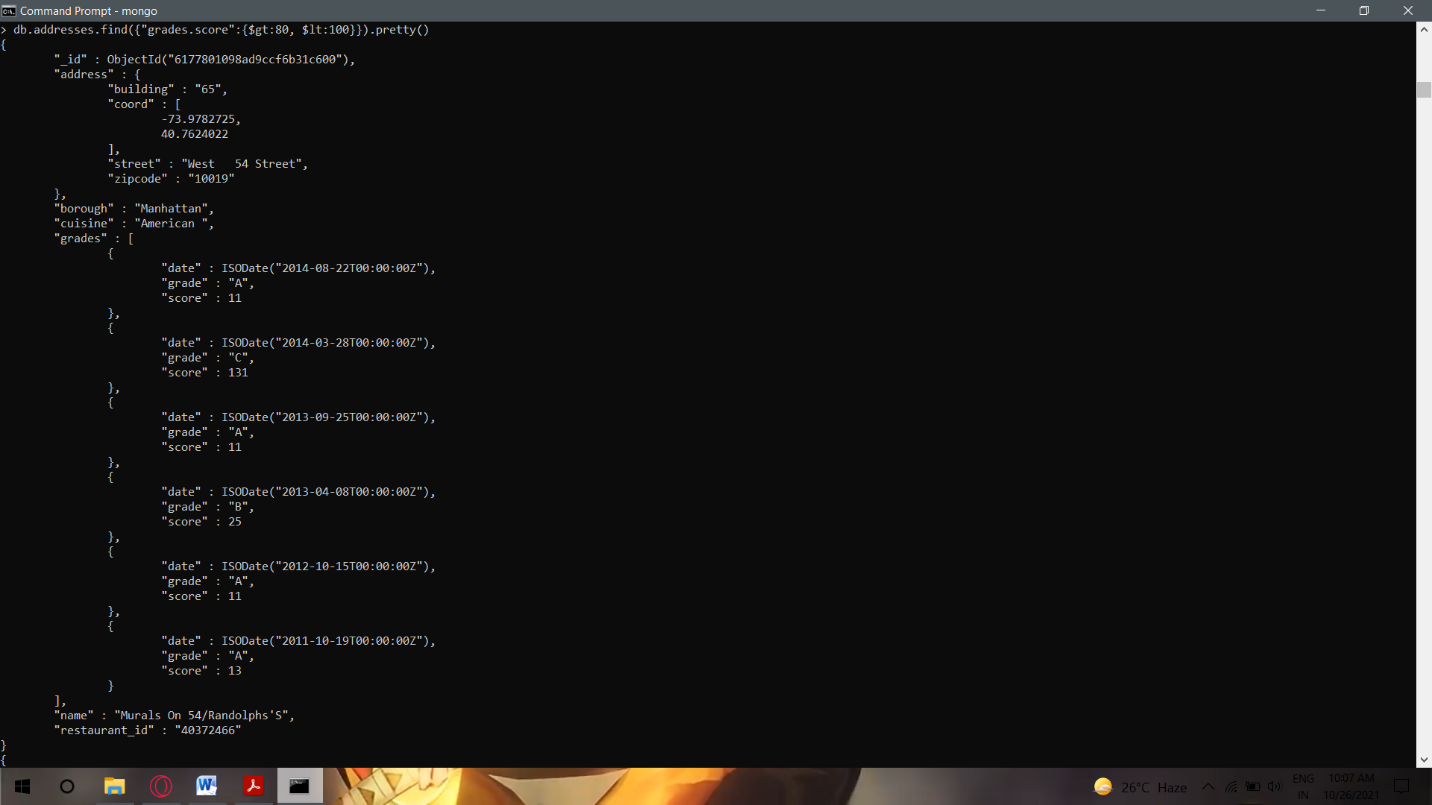 Command Prompt - mongo
> db.addresses.find({"grades.score":{$gt:80, $lt:100}}).pretty()
{
        "_id" : ObjectId("6177801098ad9ccf6b31c600"),
        "address" : {
                "building" : "65",
                "coord" : [
                        -73.9782725,
                        40.7624022
                ],
                "street" : "West   54 Street",
                "zipcode" : "10019"
        },
        "borough" : "Manhattan",
        "cuisine" : "American ",
        "grades" : [
                {
                        "date" : ISODate("2014-08-22T00:00:00Z"),
                        "grade" : "A",
                        "score" : 11
                },
                {
                        "date" : ISODate("2014-03-28T00:00:00Z"),
                        "grade" : "C",
                        "score" : 131
                },
                {
                        "date" : ISODate("2013-09-25T00:00:00Z"),
                        "grade" : "A",
                        "score" : 11
                },
                {
                        "date" : ISODate("2013-04-08T00:00:00Z"),
                        "grade" : "B",
                        "score" : 25
                },
                {
                        "date" : ISODate("2012-10-15T00:00:00Z"),
                        "grade" : "A",
                        "score" : 11
                },
                {
                        "date" : ISODate("2011-10-19T00:00:00Z"),
                        "grade" : "A",
                        "score" : 13
                }
        ],
        "name" : "Murals On 54/Randolphs'S",
        "restaurant_id" : "40372466"
}
{
26°C Haze
ENG
IN
10:07 AM
10/26/2021